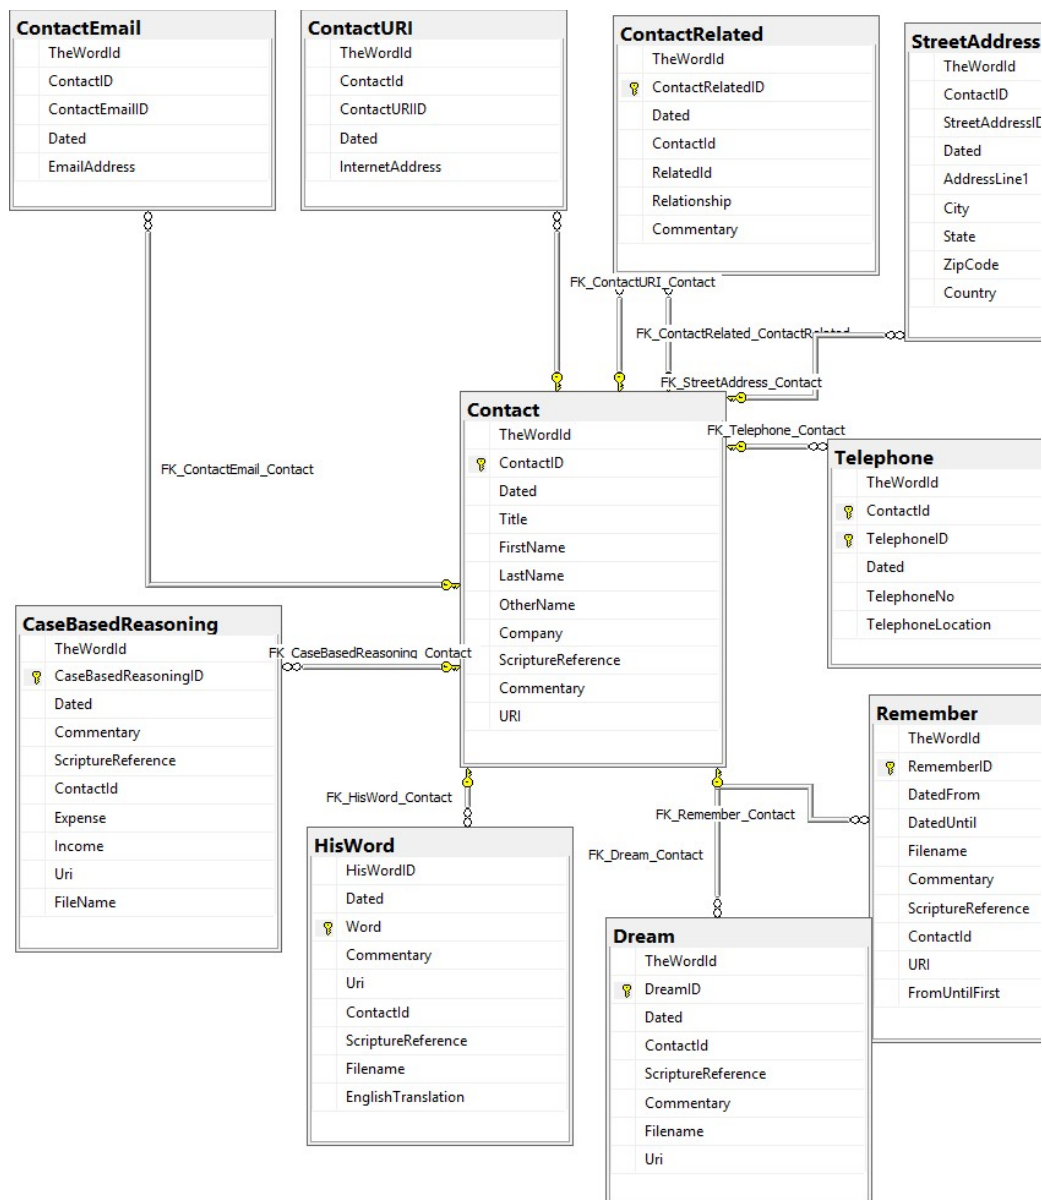 ContactEmail
TheWordId
ContactID
ContactEmailID
Dated
EmailAddress
ContactURI
TheWordId
ContactId
ContactURIID
Dated
InternetAddress
ContactRelated
TheWordId
ContactRelatedID
Dated
ContactId
RelatedId
Relationship
Commentary
StreetAddress
TheWordId
ContactID
StreetAddressID
Dated
AddressLine1
City
State
ZipCode
Country
FK_ContactURI_Contact
FK_ContactRelated_ContactRelated
FK_StreetAddress_Contact
FK_Telephone_Contact
FK_ContactEmail_Contact
Contact
TheWordId
ContactID
Dated
Title
FirstName
LastName
OtherName
Company
ScriptureReference
Commentary
URI
Telephone
TheWordId
ContactId
TelephoneID
Dated
TelephoneNo
TelephoneLocation
CaseBasedReasoning
TheWordId
CaseBasedReasoningID
Dated
Commentary
ScriptureReference
ContactId
Expense
Income
Uri
FileName
FK_CaseBasedReasoning_Contact
FK_HisWord_Contact
FK_Remember_Contact
FK_Dream_Contact
Remember
TheWordId
RememberID
DatedFrom
DatedUntil
Filename
Commentary
ScriptureReference
ContactId
URI
FromUntilFirst
HisWord
HisWordID
Dated
Word
Commentary
Uri
ContactId
ScriptureReference
Filename
EnglishTranslation
Dream
TheWordId
DreamID
Dated
ContactId
ScriptureReference
Commentary
Filename
Uri